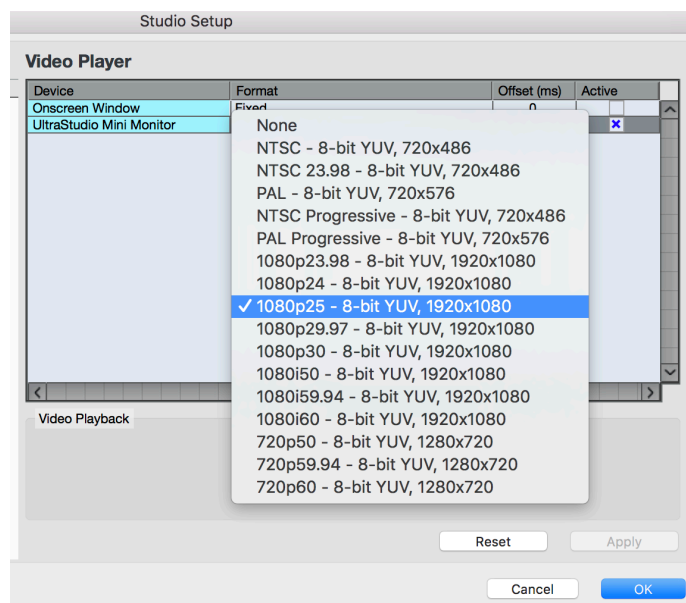 Studio Setup
Video Player
Device Format Offset (ms) Active
Onscreen Window Fixed 0
UltraStudio Mini Monitor
None
NTSC - 8-bit YUV, 720x486
NTSC 23.98 - 8-bit YUV, 720x486
PAL - 8-bit YUV, 720x576
NTSC Progressive - 8-bit YUV, 720x486
PAL Progressive - 8-bit YUV, 720x576
1080p23.98 - 8-bit YUV, 1920x1080
1080p24 - 8-bit YUV, 1920x1080
✓ 1080p25 - 8-bit YUV, 1920x1080
1080p29.97 - 8-bit YUV, 1920x1080
1080p30 - 8-bit YUV, 1920x1080
1080i50 - 8-bit YUV, 1920x1080
1080i59.94 - 8-bit YUV, 1920x1080
1080i60 - 8-bit YUV, 1920x1080
720p50 - 8-bit YUV, 1280x720
720p59.94 - 8-bit YUV, 1280x720
720p60 - 8-bit YUV, 1280x720
Video Playback
Reset Apply
Cancel OK